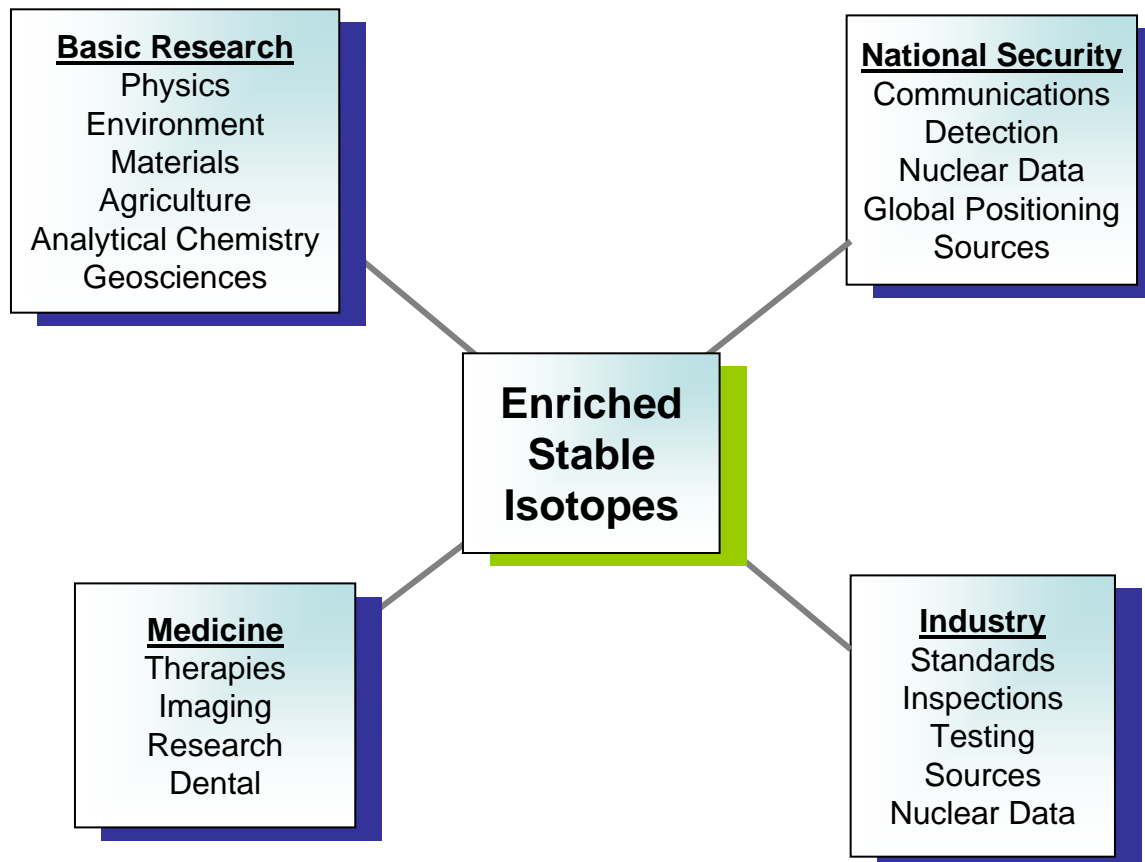 Basic Research
Physics
Environment
Materials
Agriculture
Analytical Chemistry
Geosciences
National Security
Communications
Detection
Nuclear Data
Global Positioning
Sources
Enriched
Stable
Isotopes
Medicine
Therapies
Imaging
Research
Dental
Industry
Standards
Inspections
Testing
Sources
Nuclear Data